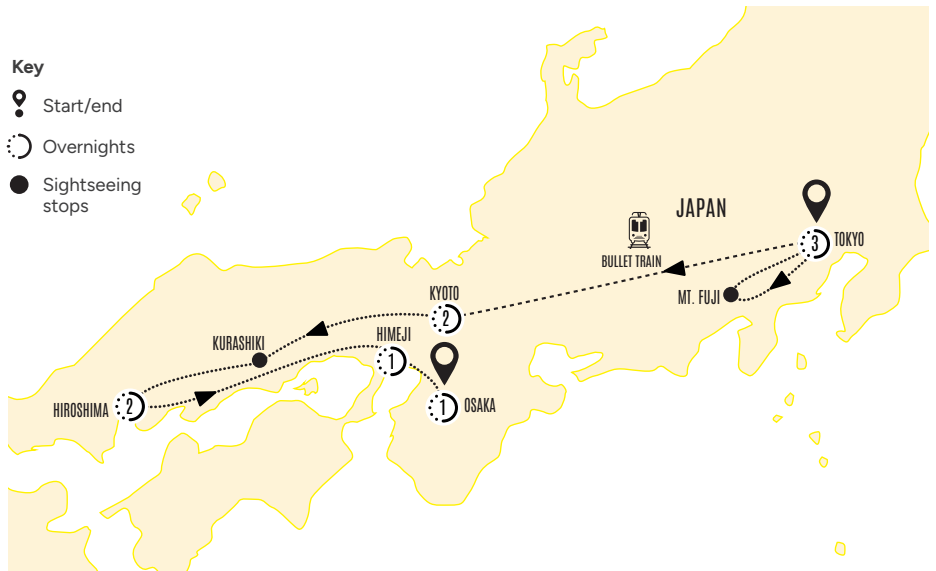 Key
Start/end
Overnights
Sightseeing
stops
JAPAN
3
TOKYO
BULLET TRAIN
MT. FUJI
KYOTO
2
HIMEJI
1
KURASHIKI
HIROSHIMA
2
1
OSAKA